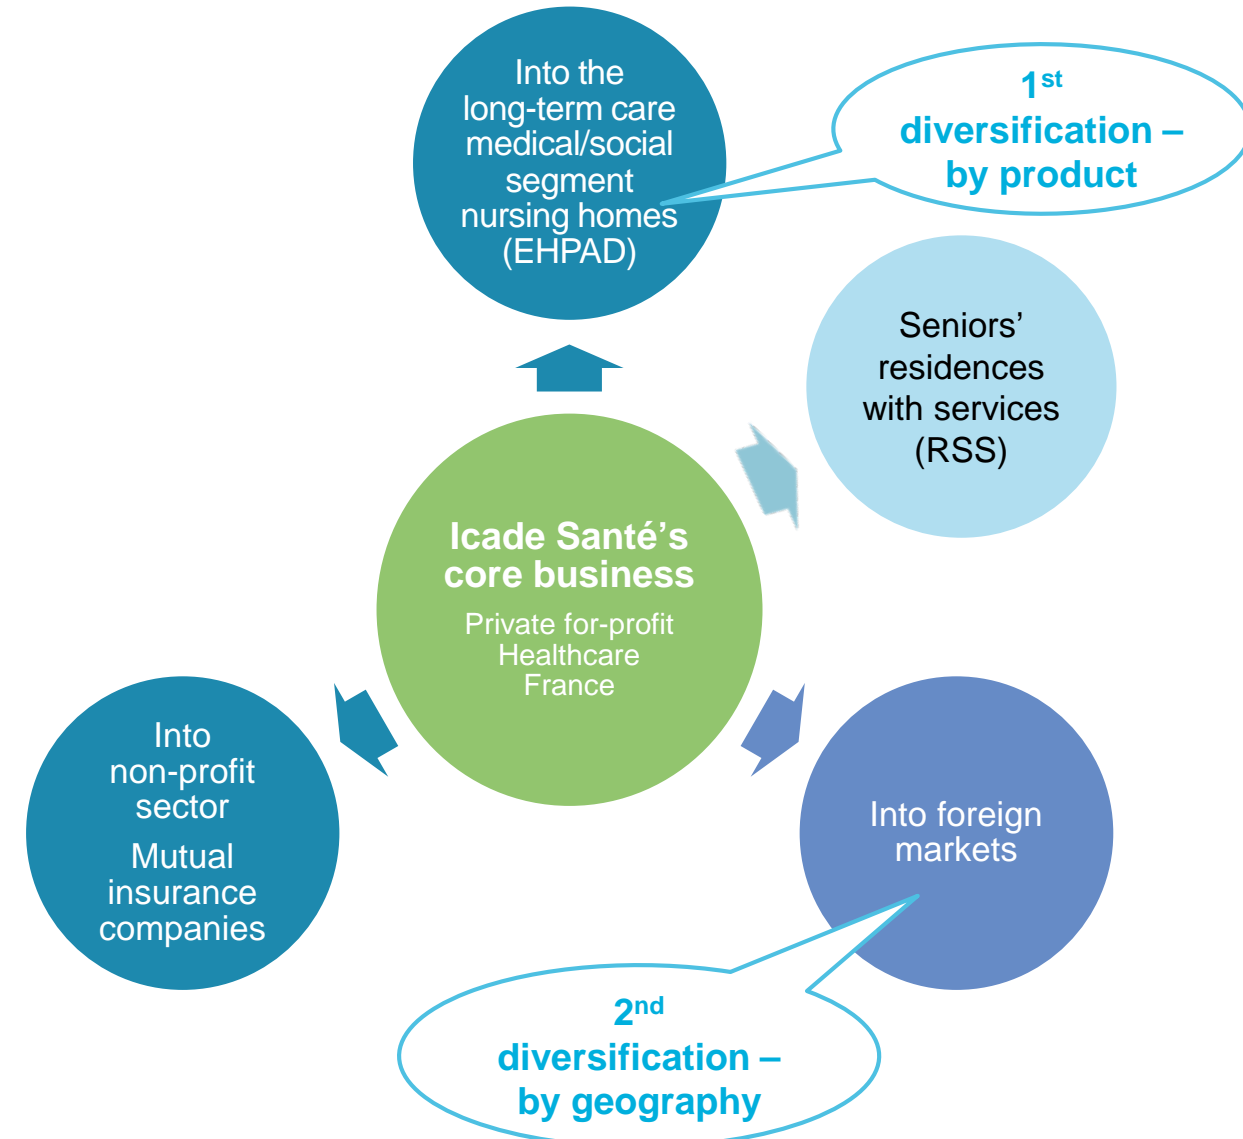 Into the
long-term care
medical/social
segment
nursing homes
(EHPAD)
1st
diversification –
by product
Seniors’
residences
with services
(RSS)
Icade Santé’s
core business
Private for-profit
Healthcare
France
Into
non-profit
sector
Mutual
insurance
companies
Into foreign
markets
2nd
diversification –
by geography